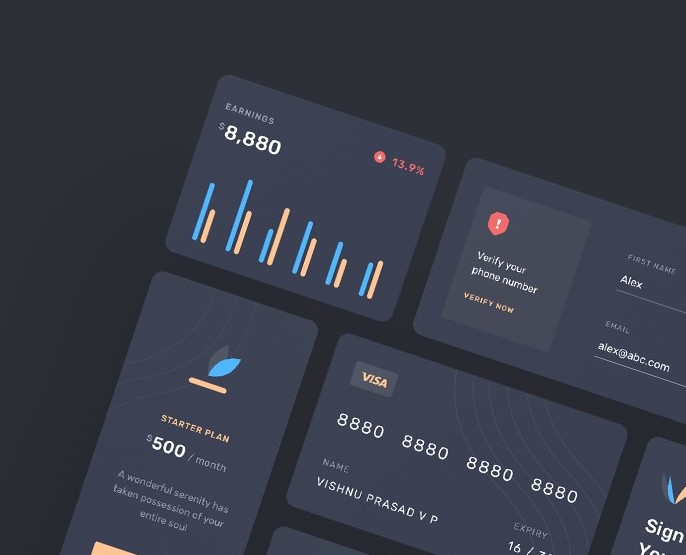 EARNINGS
$8,880
13.9%
Verify your
phone number
VERIFY NOW
FIRST NAME
Alex
EMAIL
alex@abc.com
STARTER PLAN
$500 / month
A wonderful serenity has
taken possession of your
entire soul
VISA
8880 8880 8880 8880
NAME
VISHNU PRASAD V P
EXPIRY
16 /
Sign
You